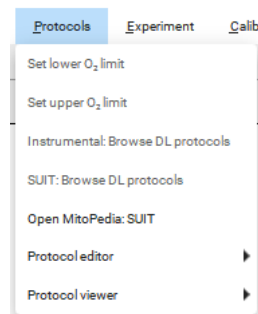 Protocols Experiment Calib
Set lower O₂ limit
Set upper O₂ limit
Instrumental: Browse DL protocols
SUIT: Browse DL protocols
Open MitoPedia: SUIT
Protocol editor
Protocol viewer